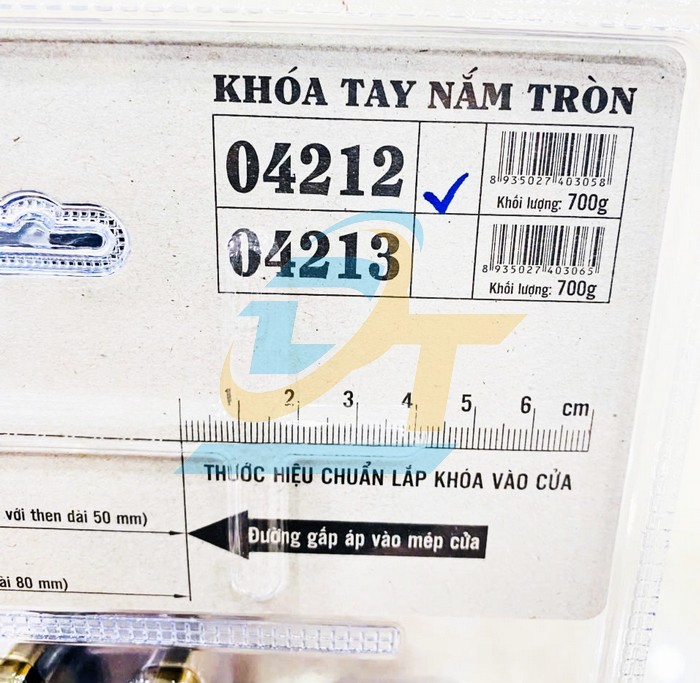 KHÓA TAY NẮM TRÒN
04212
8 935027 403058
Khối lượng: 700g
04213
8 935027 403065
Khối lượng: 700g
1 2 3 4 5 6 cm
THƯỚC HIỆU CHUẨN LẮP KHÓA VÀO CỬA
với then dài 50 mm)
Đường gấp áp vào mép cửa
ài 80 mm)
DT